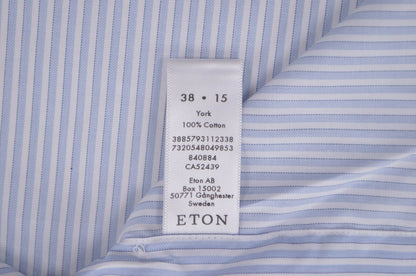 38 • 15
York
100% Cotton
3885793112338
7320548049853
840884
CA52439
Eton AB
Box 15002
50771 Gånghester
Sweden
ETON